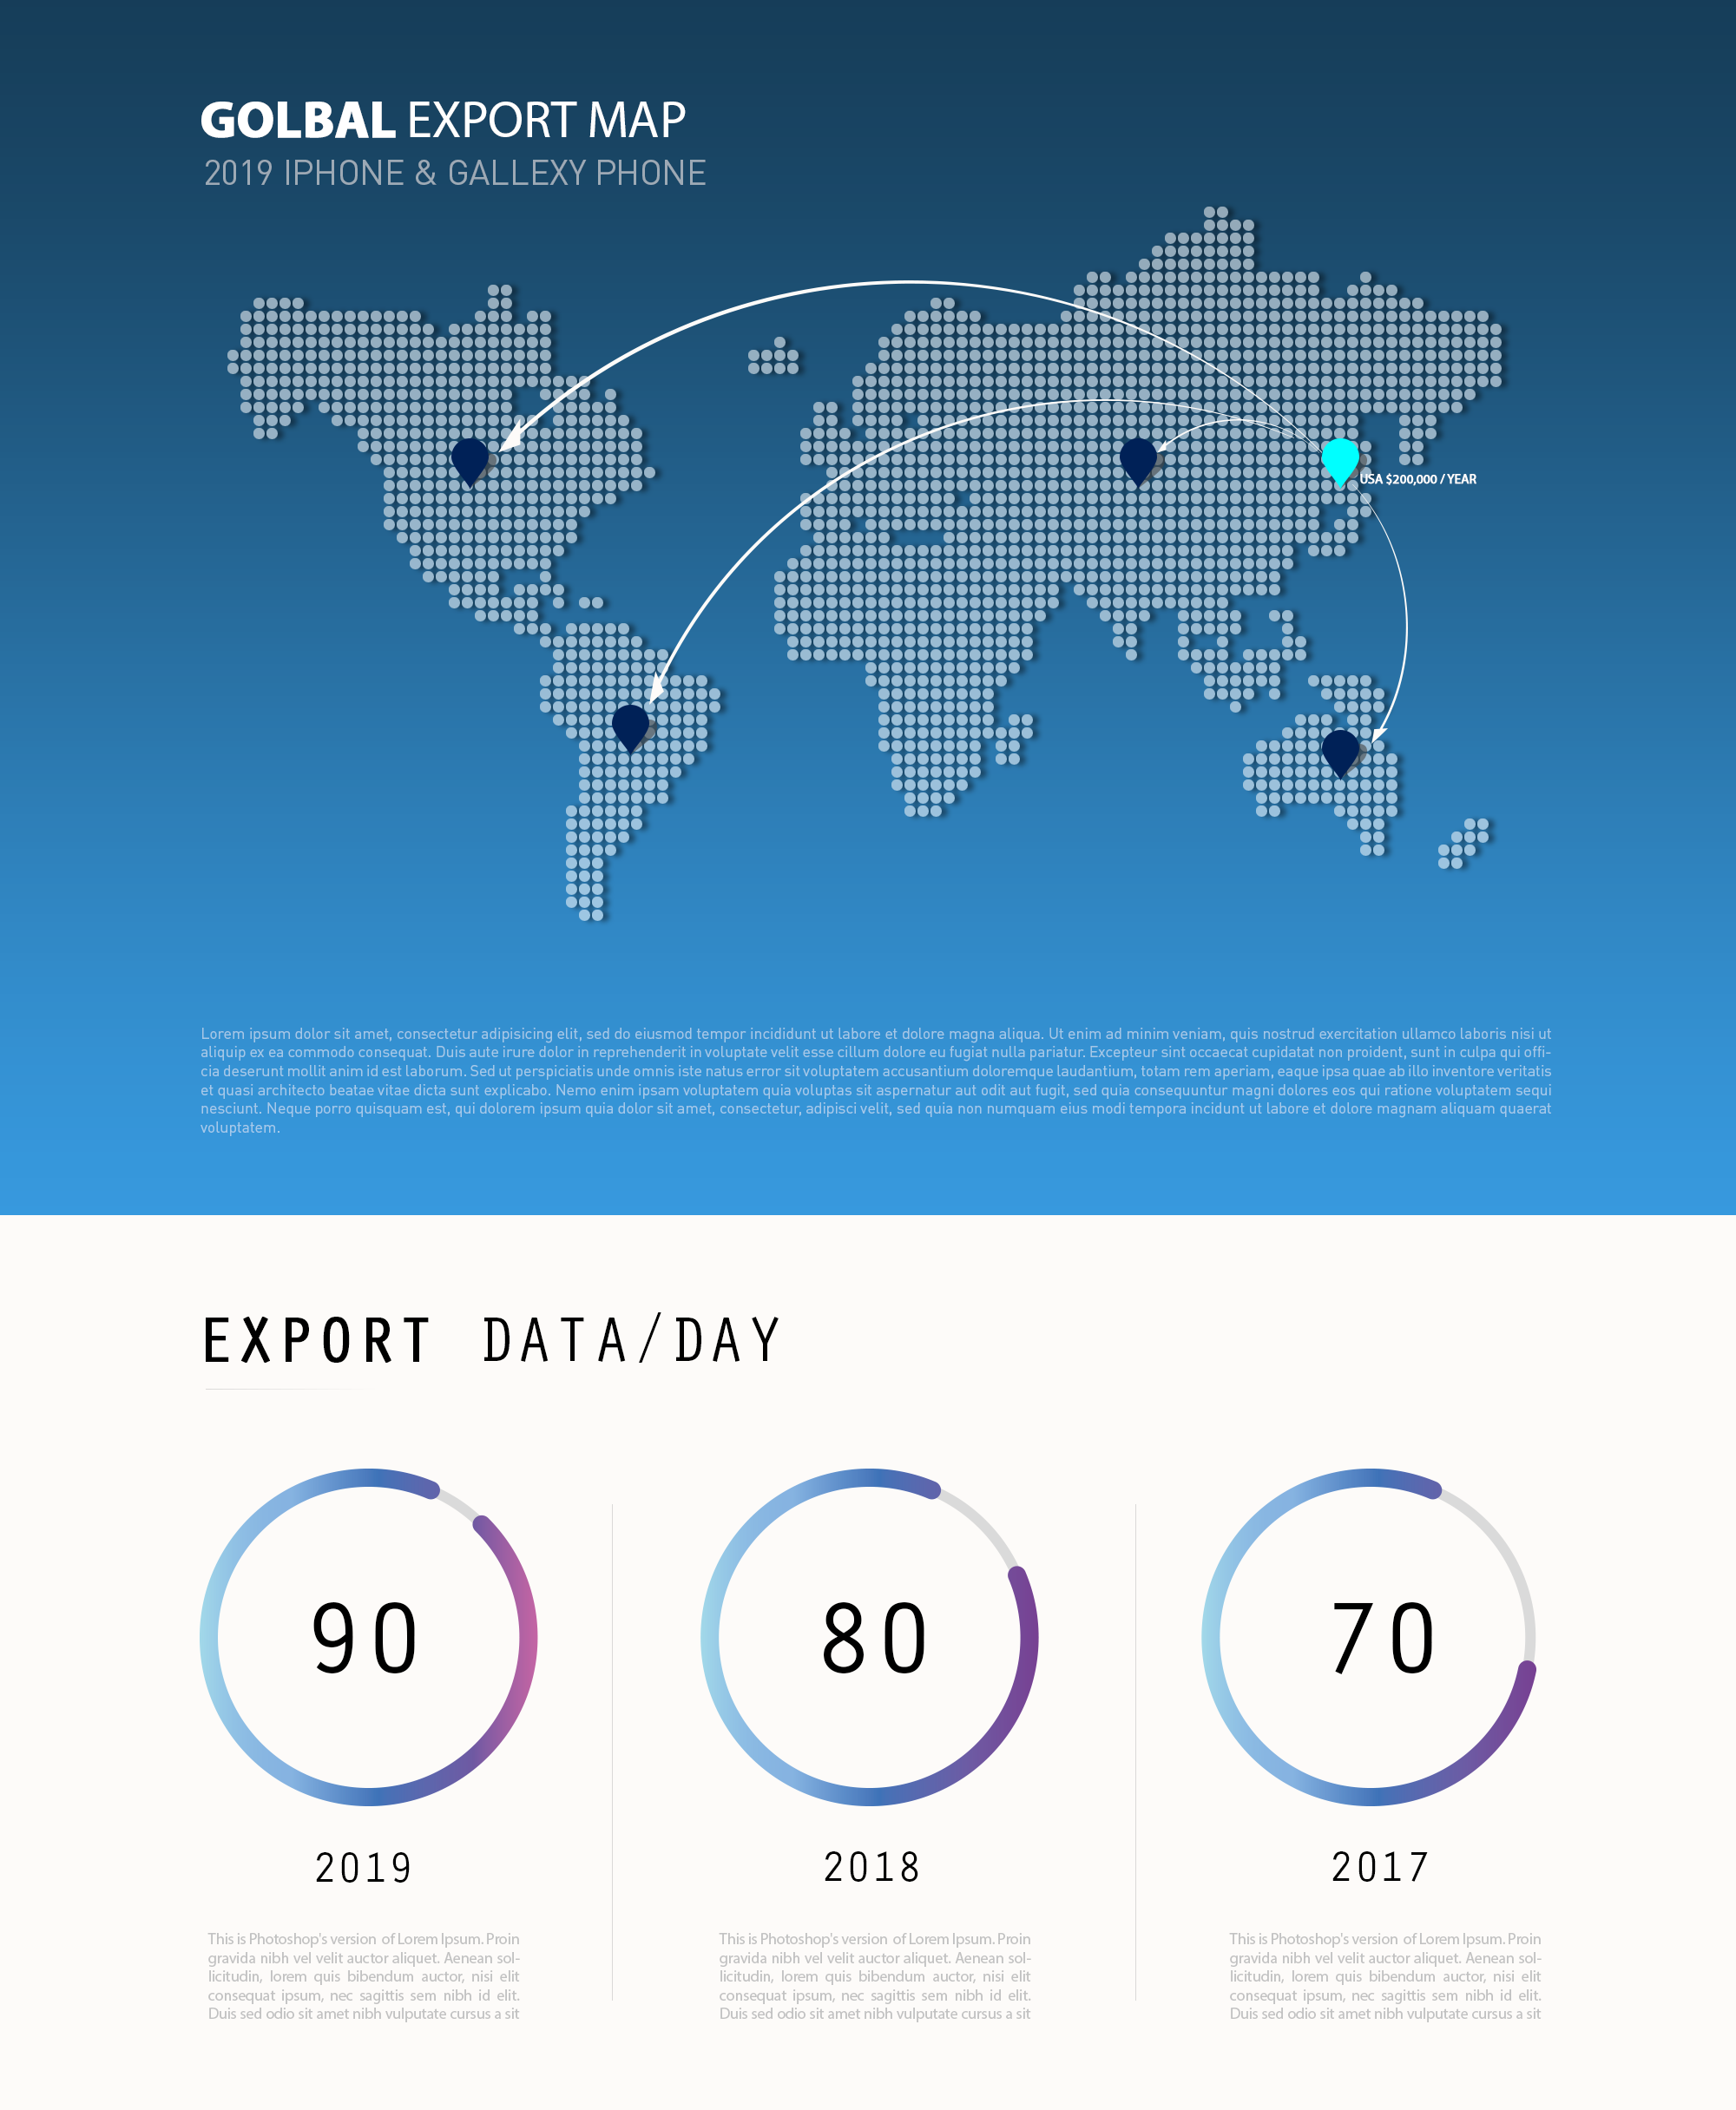 GOLBAL EXPORT MAP
2019 IPHONE & GALLEXY PHONE
USA $200,000 / YEAR
Lorem ipsum dolor sit amet, consectetur adipisicing elit, sed do eiusmod tempor incididunt ut labore et dolore magna aliqua. Ut enim ad minim veniam, quis nostrud exercitation ullamco laboris nisi ut
aliquip ex ea commodo consequat. Duis aute irure dolor in reprehenderit in voluptate velit esse cillum dolore eu fugiat nulla pariatur. Excepteur sint occaecat cupidatat non proident, sunt in culpa qui offi-
cia deserunt mollit anim id est laborum. Sed ut perspiciatis unde omnis iste natus error sit voluptatem accusantium doloremque laudantium, totam rem aperiam, eaque ipsa quae ab illo inventore veritatis
et quasi architecto beatae vitae dicta sunt explicabo. Nemo enim ipsam voluptatem quia voluptas sit aspernatur aut odit aut fugit, sed quia consequuntur magni dolores eos qui ratione voluptatem sequi
nesciunt. Neque porro quisquam est, qui dolorem ipsum quia dolor sit amet, consectetur, adipisci velit, sed quia non numquam eius modi tempora incidunt ut labore et dolore magnam aliquam quaerat
voluptatem.
EXPORT DATA/DAY
90
2019
This is Photoshop's version of Lorem Ipsum. Proin
gravida nibh vel velit auctor aliquet. Aenean sol-
licitudin, lorem quis bibendum auctor, nisi elit
consequat ipsum, nec sagittis sem nibh id elit.
Duis sed odio sit amet nibh vulputate cursus a sit
80
2018
This is Photoshop's version of Lorem Ipsum. Proin
gravida nibh vel velit auctor aliquet. Aenean sol-
licitudin, lorem quis bibendum auctor, nisi elit
consequat ipsum, nec sagittis sem nibh id elit.
Duis sed odio sit amet nibh vulputate cursus a sit
70
2017
This is Photoshop's version of Lorem Ipsum. Proin
gravida nibh vel velit auctor aliquet. Aenean sol-
licitudin, lorem quis bibendum auctor, nisi elit
consequat ipsum, nec sagittis sem nibh id elit.
Duis sed odio sit amet nibh vulputate cursus a sit